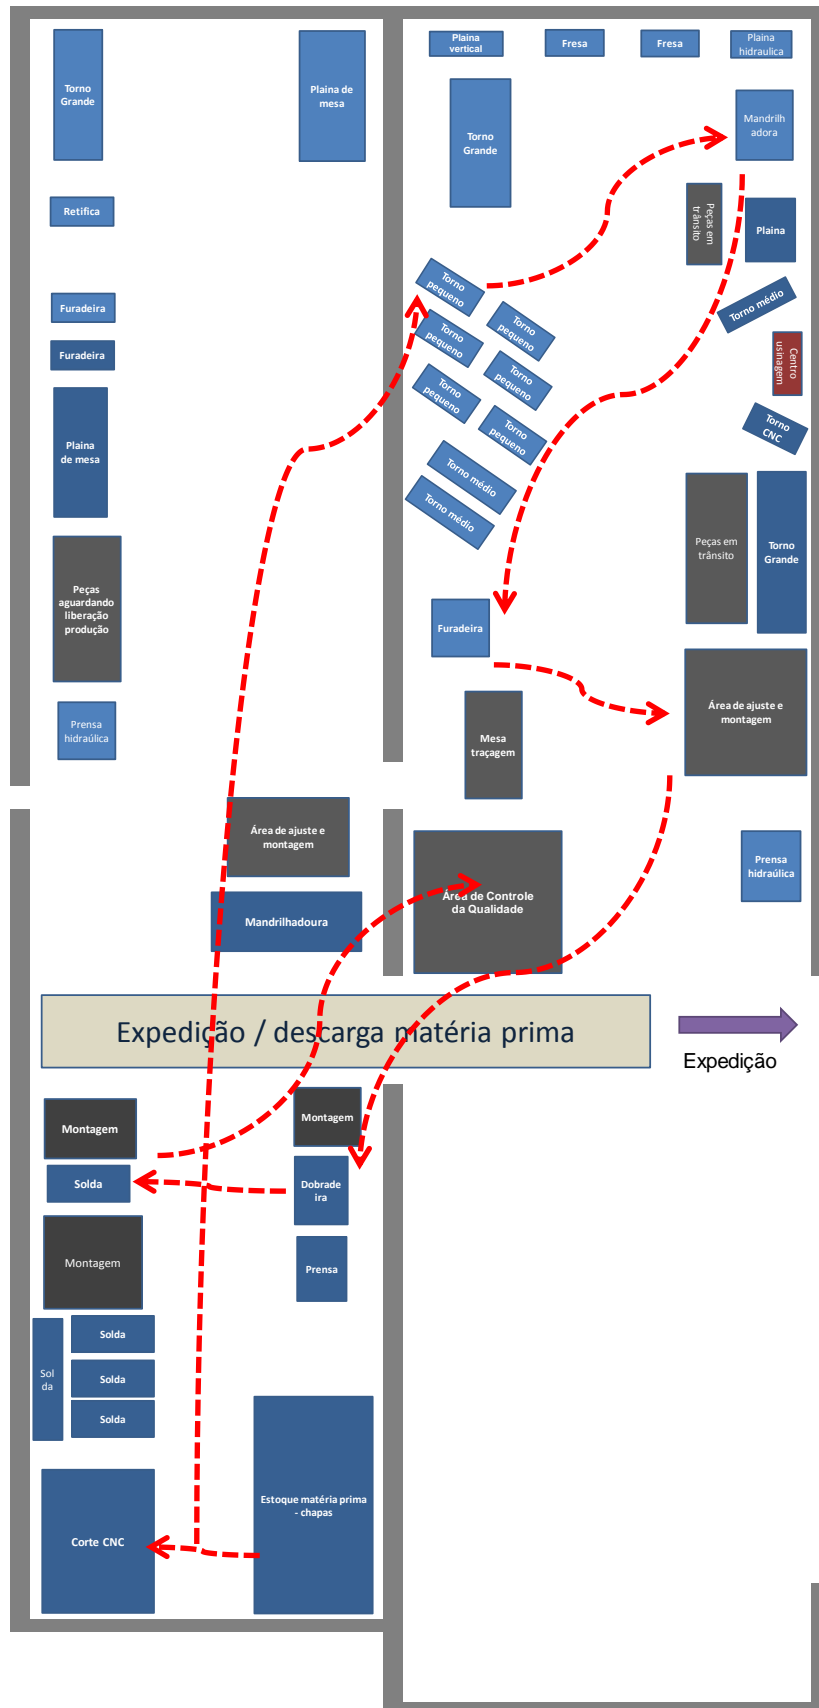 Torno
Grande
Plaina de
mesa
Retifica
Furadeira
Furadeira
Plaina
de mesa
Peças
aguardando
liberação
produção
Prensa
hidraúlica
Área de ajuste e
montagem
Mandrilhadoura
Plaina
vertical
Fresa
Fresa
Plaina
hidraulica
Torno
Grande
Mandrilh
adora
Peças em
trânsito
Plaina
Torno médio
Centro
usinagem
Torno
CNC
Torno
pequeno
Torno
pequeno
Torno
pequeno
Torno
pequeno
Torno
pequeno
Torno
pequeno
Torno médio
Torno médio
Peças em
trânsito
Torno
Grande
Furadeira
Mesa
traçagem
Área de ajuste e
montagem
Área de Controle
da Qualidade
Prensa
hidraúlica
Expedição / descarga matéria prima
Expedição
Montagem
Montagem
Solda
Dobrade
ira
Montagem
Prensa
Sol
da
Solda
Solda
Solda
Estoque matéria prima
- chapas
Corte CNC